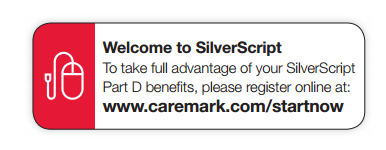 Welcome to SilverScript
To take full advantage of your SilverScript
Part D benefits, please register online at:
www.caremark.com/startnow